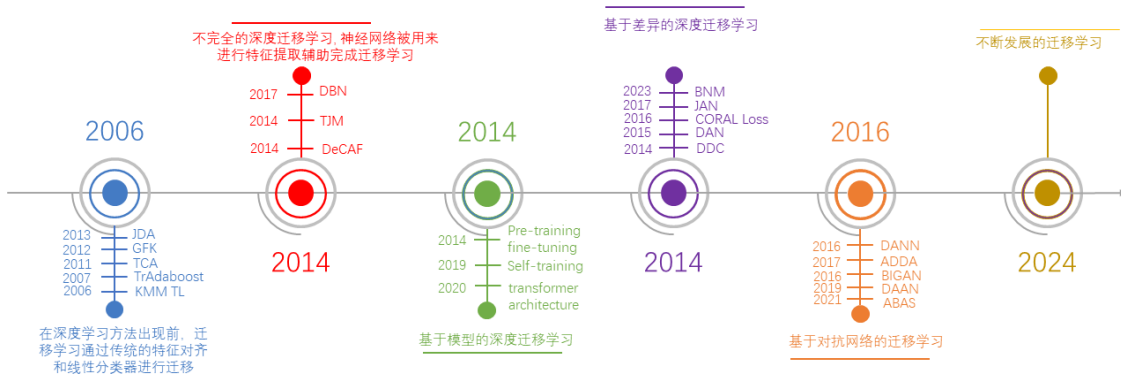 2006
2013 JDA
2012 GFK
2011 TCA
2007 TrAdaboost
2006 KMM TL
在深度学习方法出现前，迁
移学习通过传统的特征对齐
和线性分类器进行迁移
不完全的深度迁移学习, 神经网络被用来
进行特征提取辅助完成迁移学习
2017 DBN
2014 TJM
2014 DeCAF
2014
2014
2014 Pre-training
fine-tuning
2019 Self-training
2020 transformer
architecture
基于模型的深度迁移学习
基于差异的深度迁移学习
2023 BNM
2017 JAN
2016 CORAL Loss
2015 DAN
2014 DDC
2014
2016
2016 DANN
2017 ADDA
2016 BIGAN
2019 DAAN
2021 ABAS
基于对抗网络的迁移学习
不断发展的迁移学习
2024